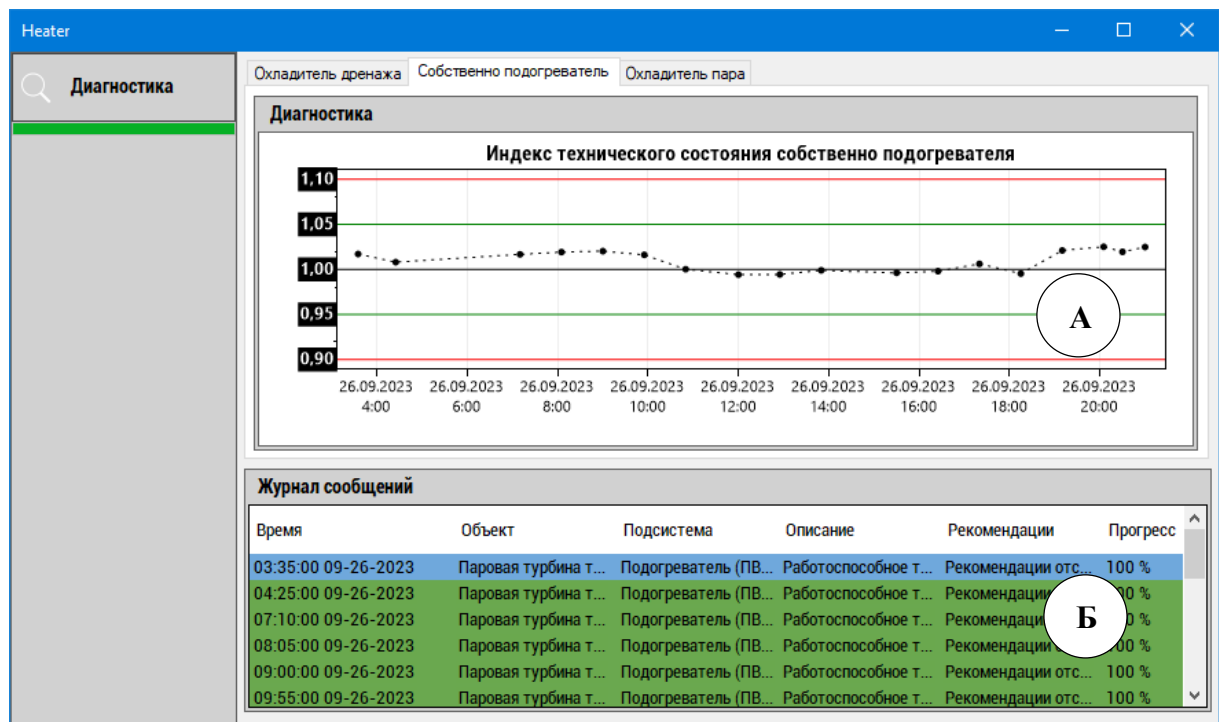 Heater
Диагностика
Охладитель дренажа Собственно подогреватель Охладитель пара
Диагностика
Индекс технического состояния собственно подогревателя
1,10
1,05
1,00
0,95
0,90
А
26.09.2023 26.09.2023 26.09.2023 26.09.2023 26.09.2023 26.09.2023 26.09.2023 26.09.2023 26.09.2023
4:00 6:00 8:00 10:00 12:00 14:00 16:00 18:00 20:00
Журнал сообщений
Время Объект Подсистема Описание Рекомендации Прогресс
03:35:00 09-26-2023 Паровая турбина т... Подогреватель (ПВ... Работоспособное т... Рекомендации отс... 100 %
04:25:00 09-26-2023 Паровая турбина т... Подогреватель (ПВ... Работоспособное т... Рекомендации %
07:10:00 09-26-2023 Паровая турбина т... Подогреватель (ПВ... Работоспособное т... Б %
08:05:00 09-26-2023 Паровая турбина т... Подогреватель (ПВ... Работоспособное т... Рекомендации %
09:00:00 09-26-2023 Паровая турбина т... Подогреватель (ПВ... Работоспособное т... Рекомендации отс... 100 %
09:55:00 09-26-2023 Паровая турбина т... Подогреватель (ПВ... Работоспособное т... Рекомендации отс... 100 %